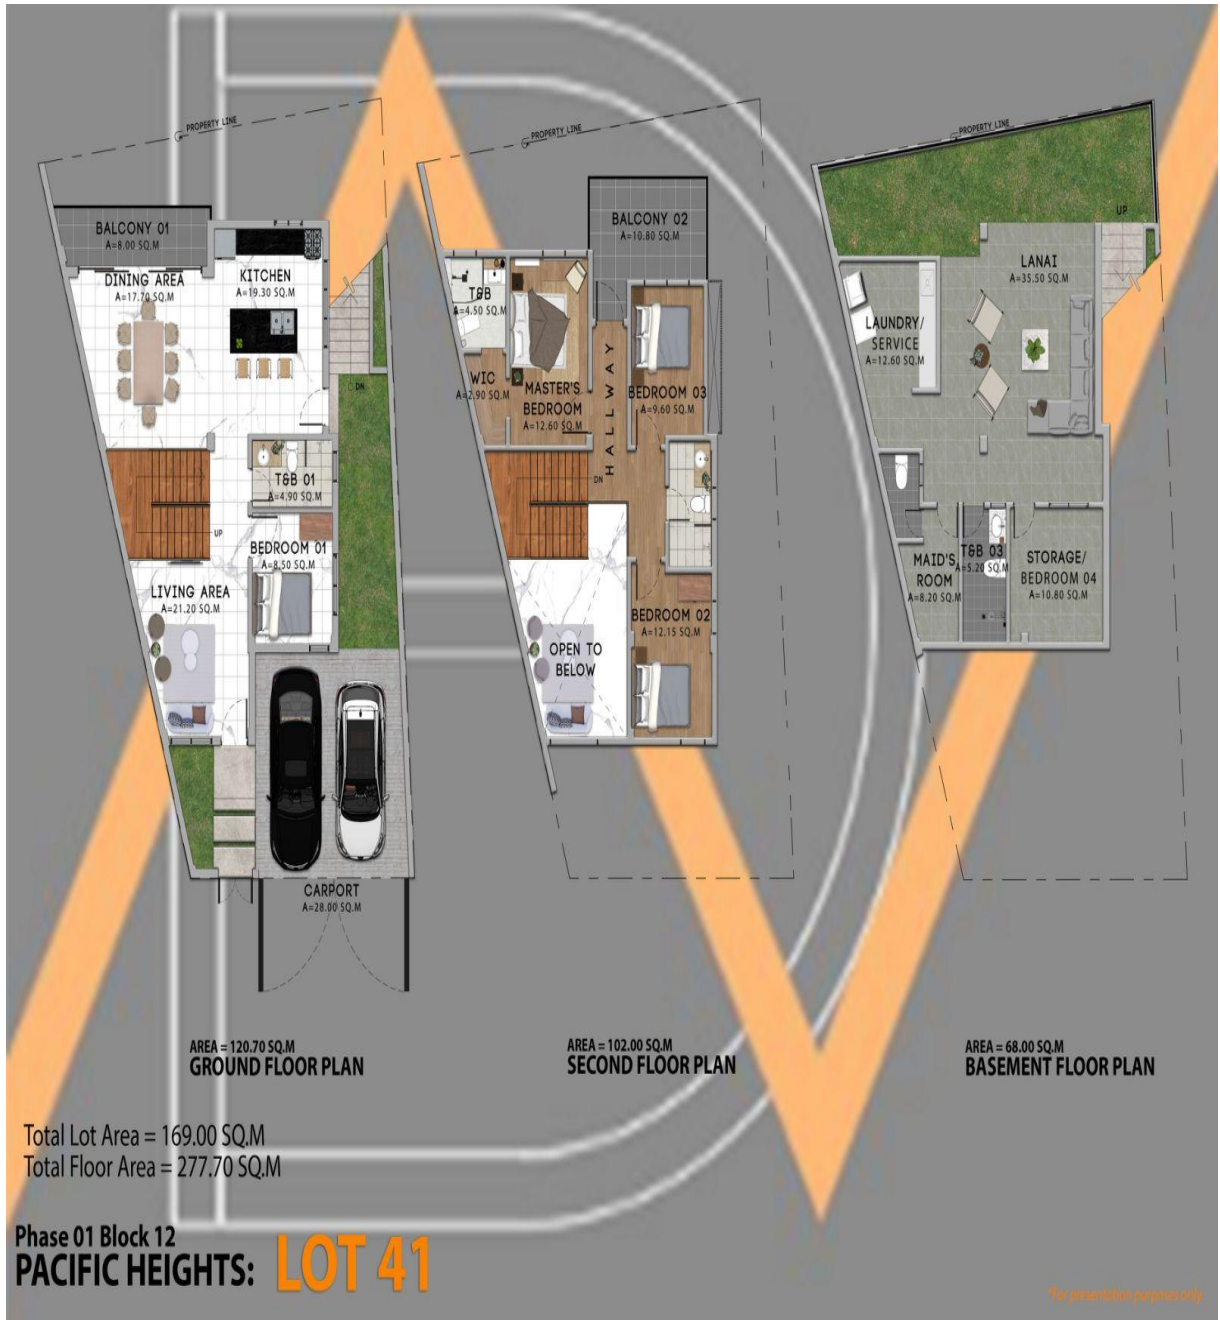 PROPERTY LINE
BALCONY 01
A=8.00 SQ.M
DINING AREA
A=17.70 SQ.M
KITCHEN
A=19.30 SQ.M
DN
T&B 01
A=4.90 SQ.M
UP
BEDROOM 01
A=8.50 SQ.M
LIVING AREA
A=21.20 SQ.M
CARPORT
A=28.00 SQ.M
AREA = 120.70 SQ.M
GROUND FLOOR PLAN
PROPERTY LINE
BALCONY 02
A=10.80 SQ.M
T&B
A=4.50 SQ.M
WIC
A=2.90 SQ.M
MASTER'S
BEDROOM
A=12.60 SQ.M
HALLWAY
BEDROOM 03
A=9.60 SQ.M
DN
BEDROOM 02
A=12.15 SQ.M
OPEN TO
BELOW
AREA = 102.00 SQ.M
SECOND FLOOR PLAN
PROPERTY LINE
UP
LANAI
A=35.50 SQ.M
LAUNDRY/
SERVICE
A=12.60 SQ.M
MAID'S
ROOM
A=8.20 SQ.M
T&B 03
A=5.20 SQ.M
STORAGE/
BEDROOM 04
A=10.80 SQ.M
AREA = 68.00 SQ.M
BASEMENT FLOOR PLAN
Total Lot Area = 169.00 SQ.M
Total Floor Area = 277.70 SQ.M
Phase 01 Block 12
PACIFIC HEIGHTS: LOT 41
*For presentation purposes only